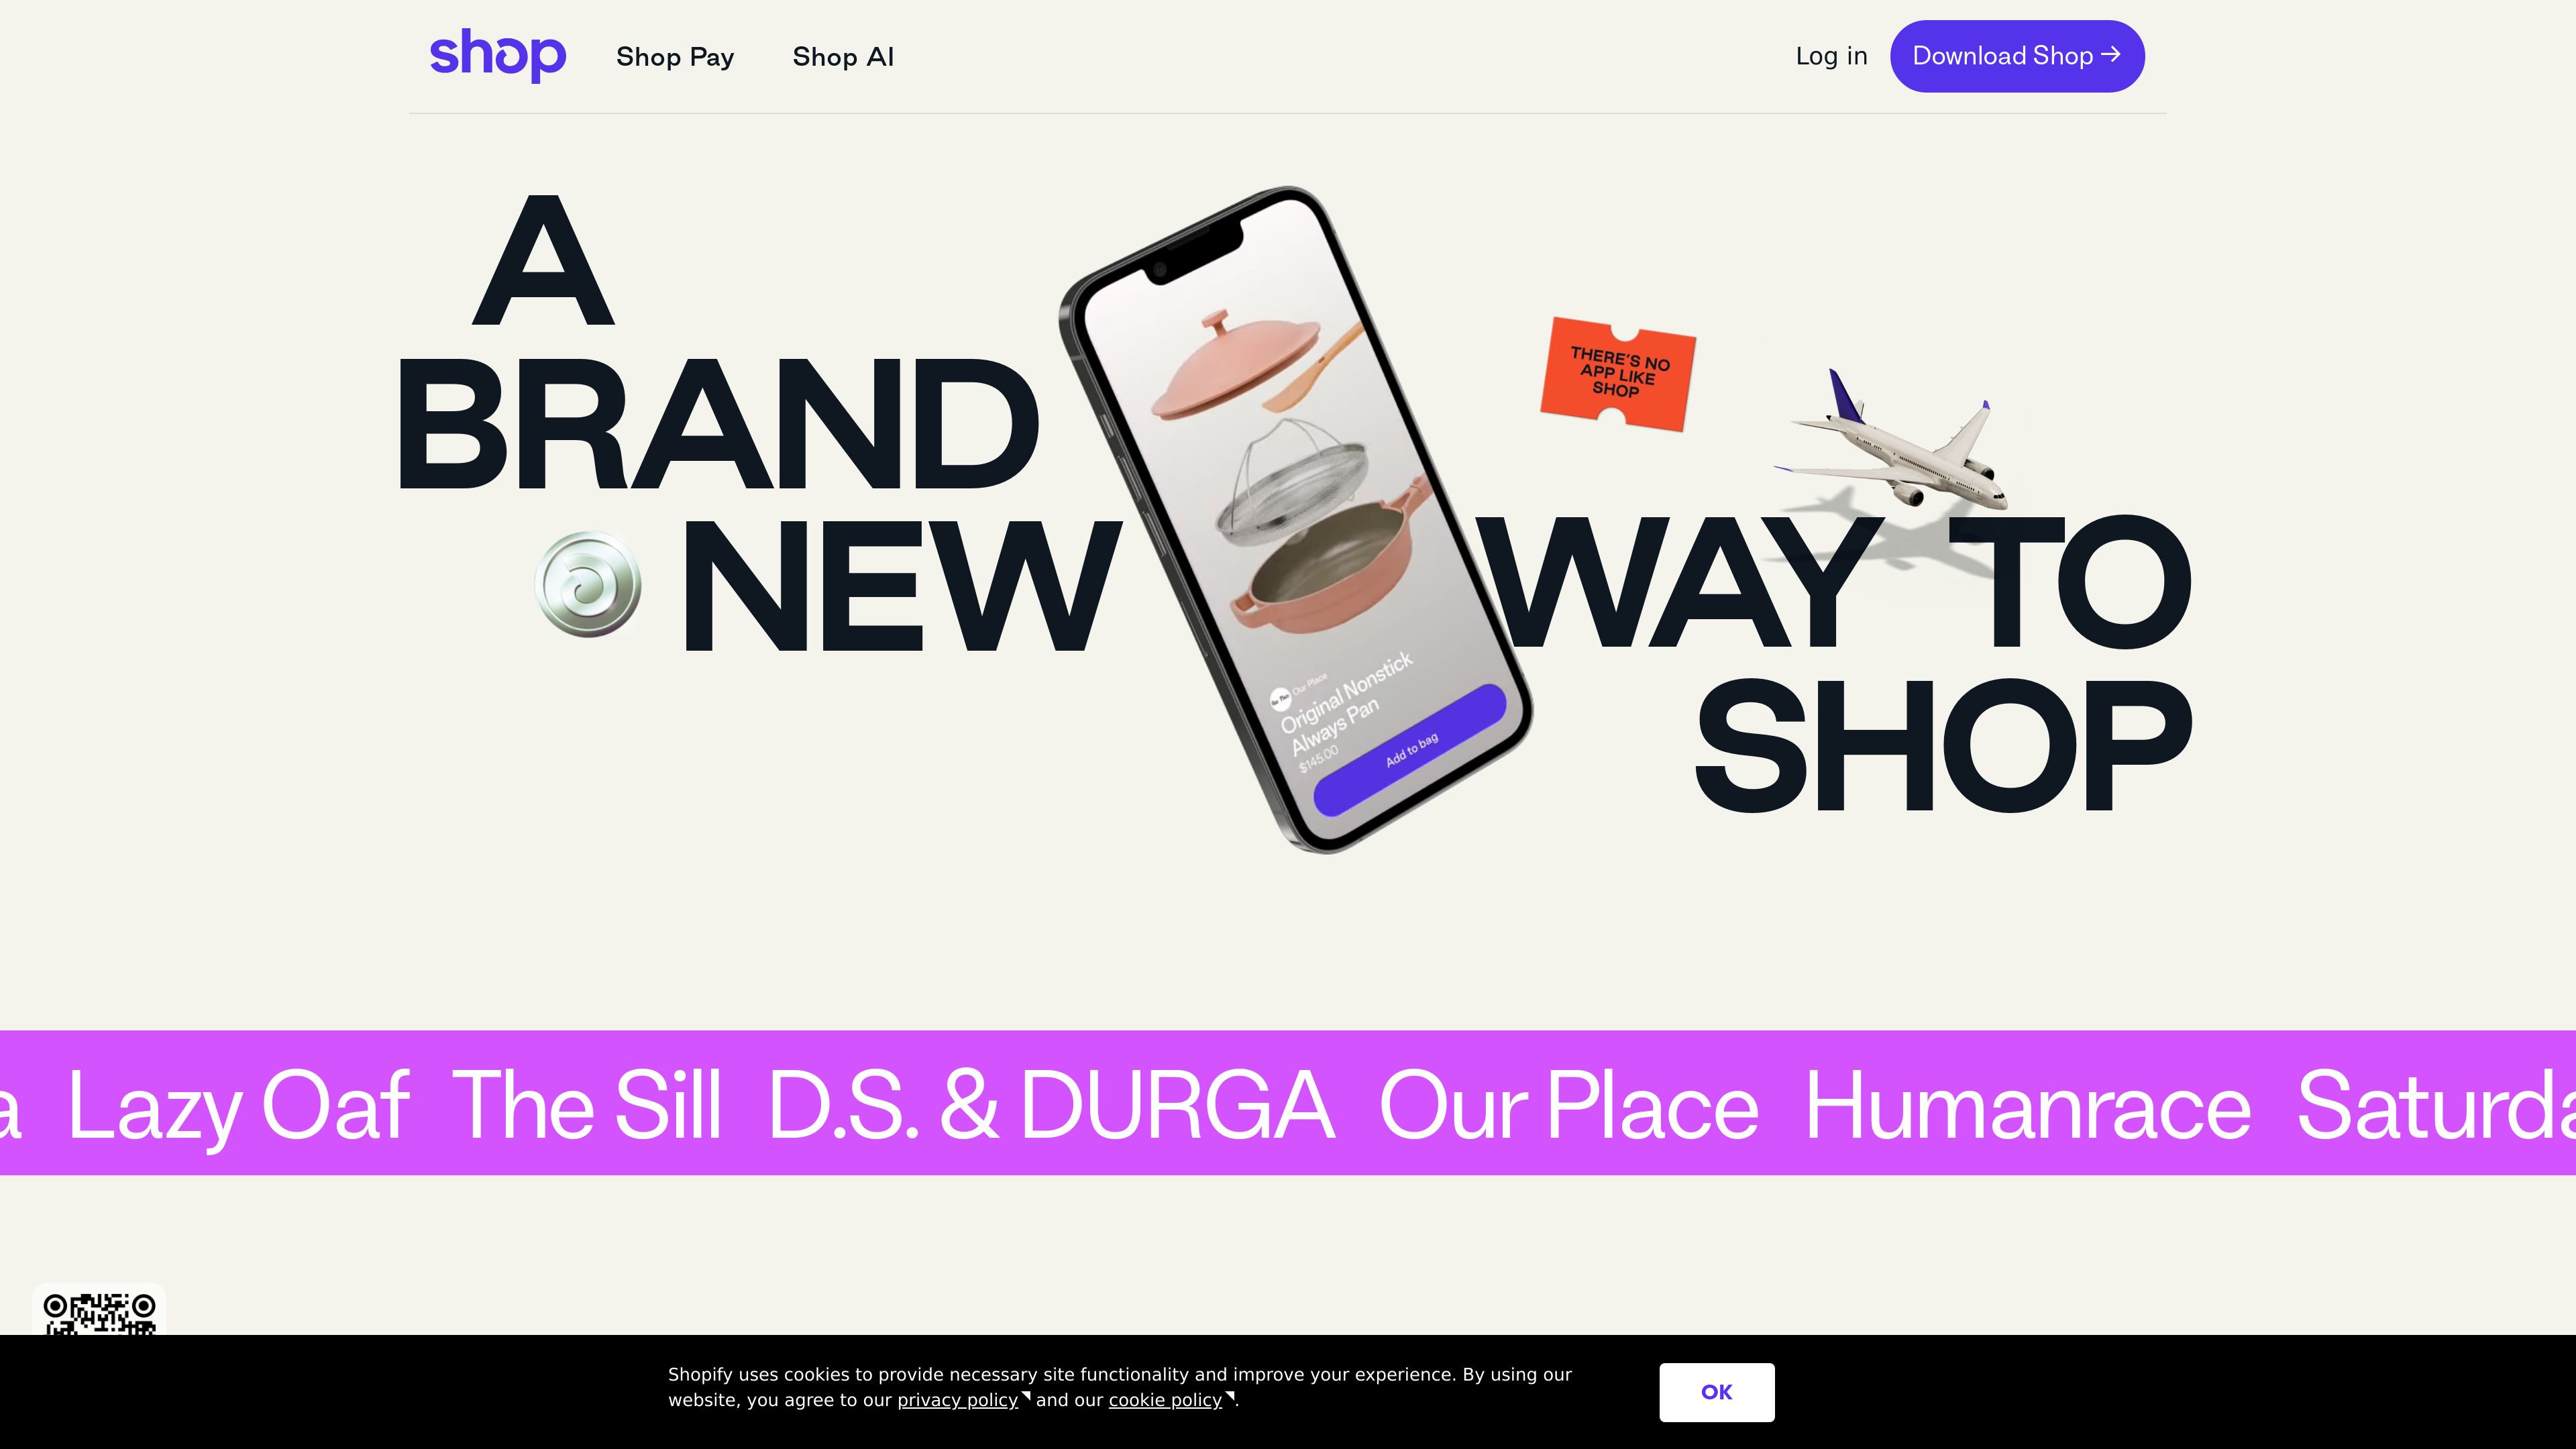 shop
Shop Pay
Shop AI
Log in
Download Shop →
A
BRAND
NEW
WAY TO
SHOP
THERE'S NO
APP LIKE
SHOP
Our Place
Original Nonstick
Always Pan
$145.00
Add to bag
a Lazy Oaf The Sill D.S. & DURGA Our Place Humanrace Saturda
Shopify uses cookies to provide necessary site functionality and improve your experience. By using our
website, you agree to our privacy policy and our cookie policy.
OK